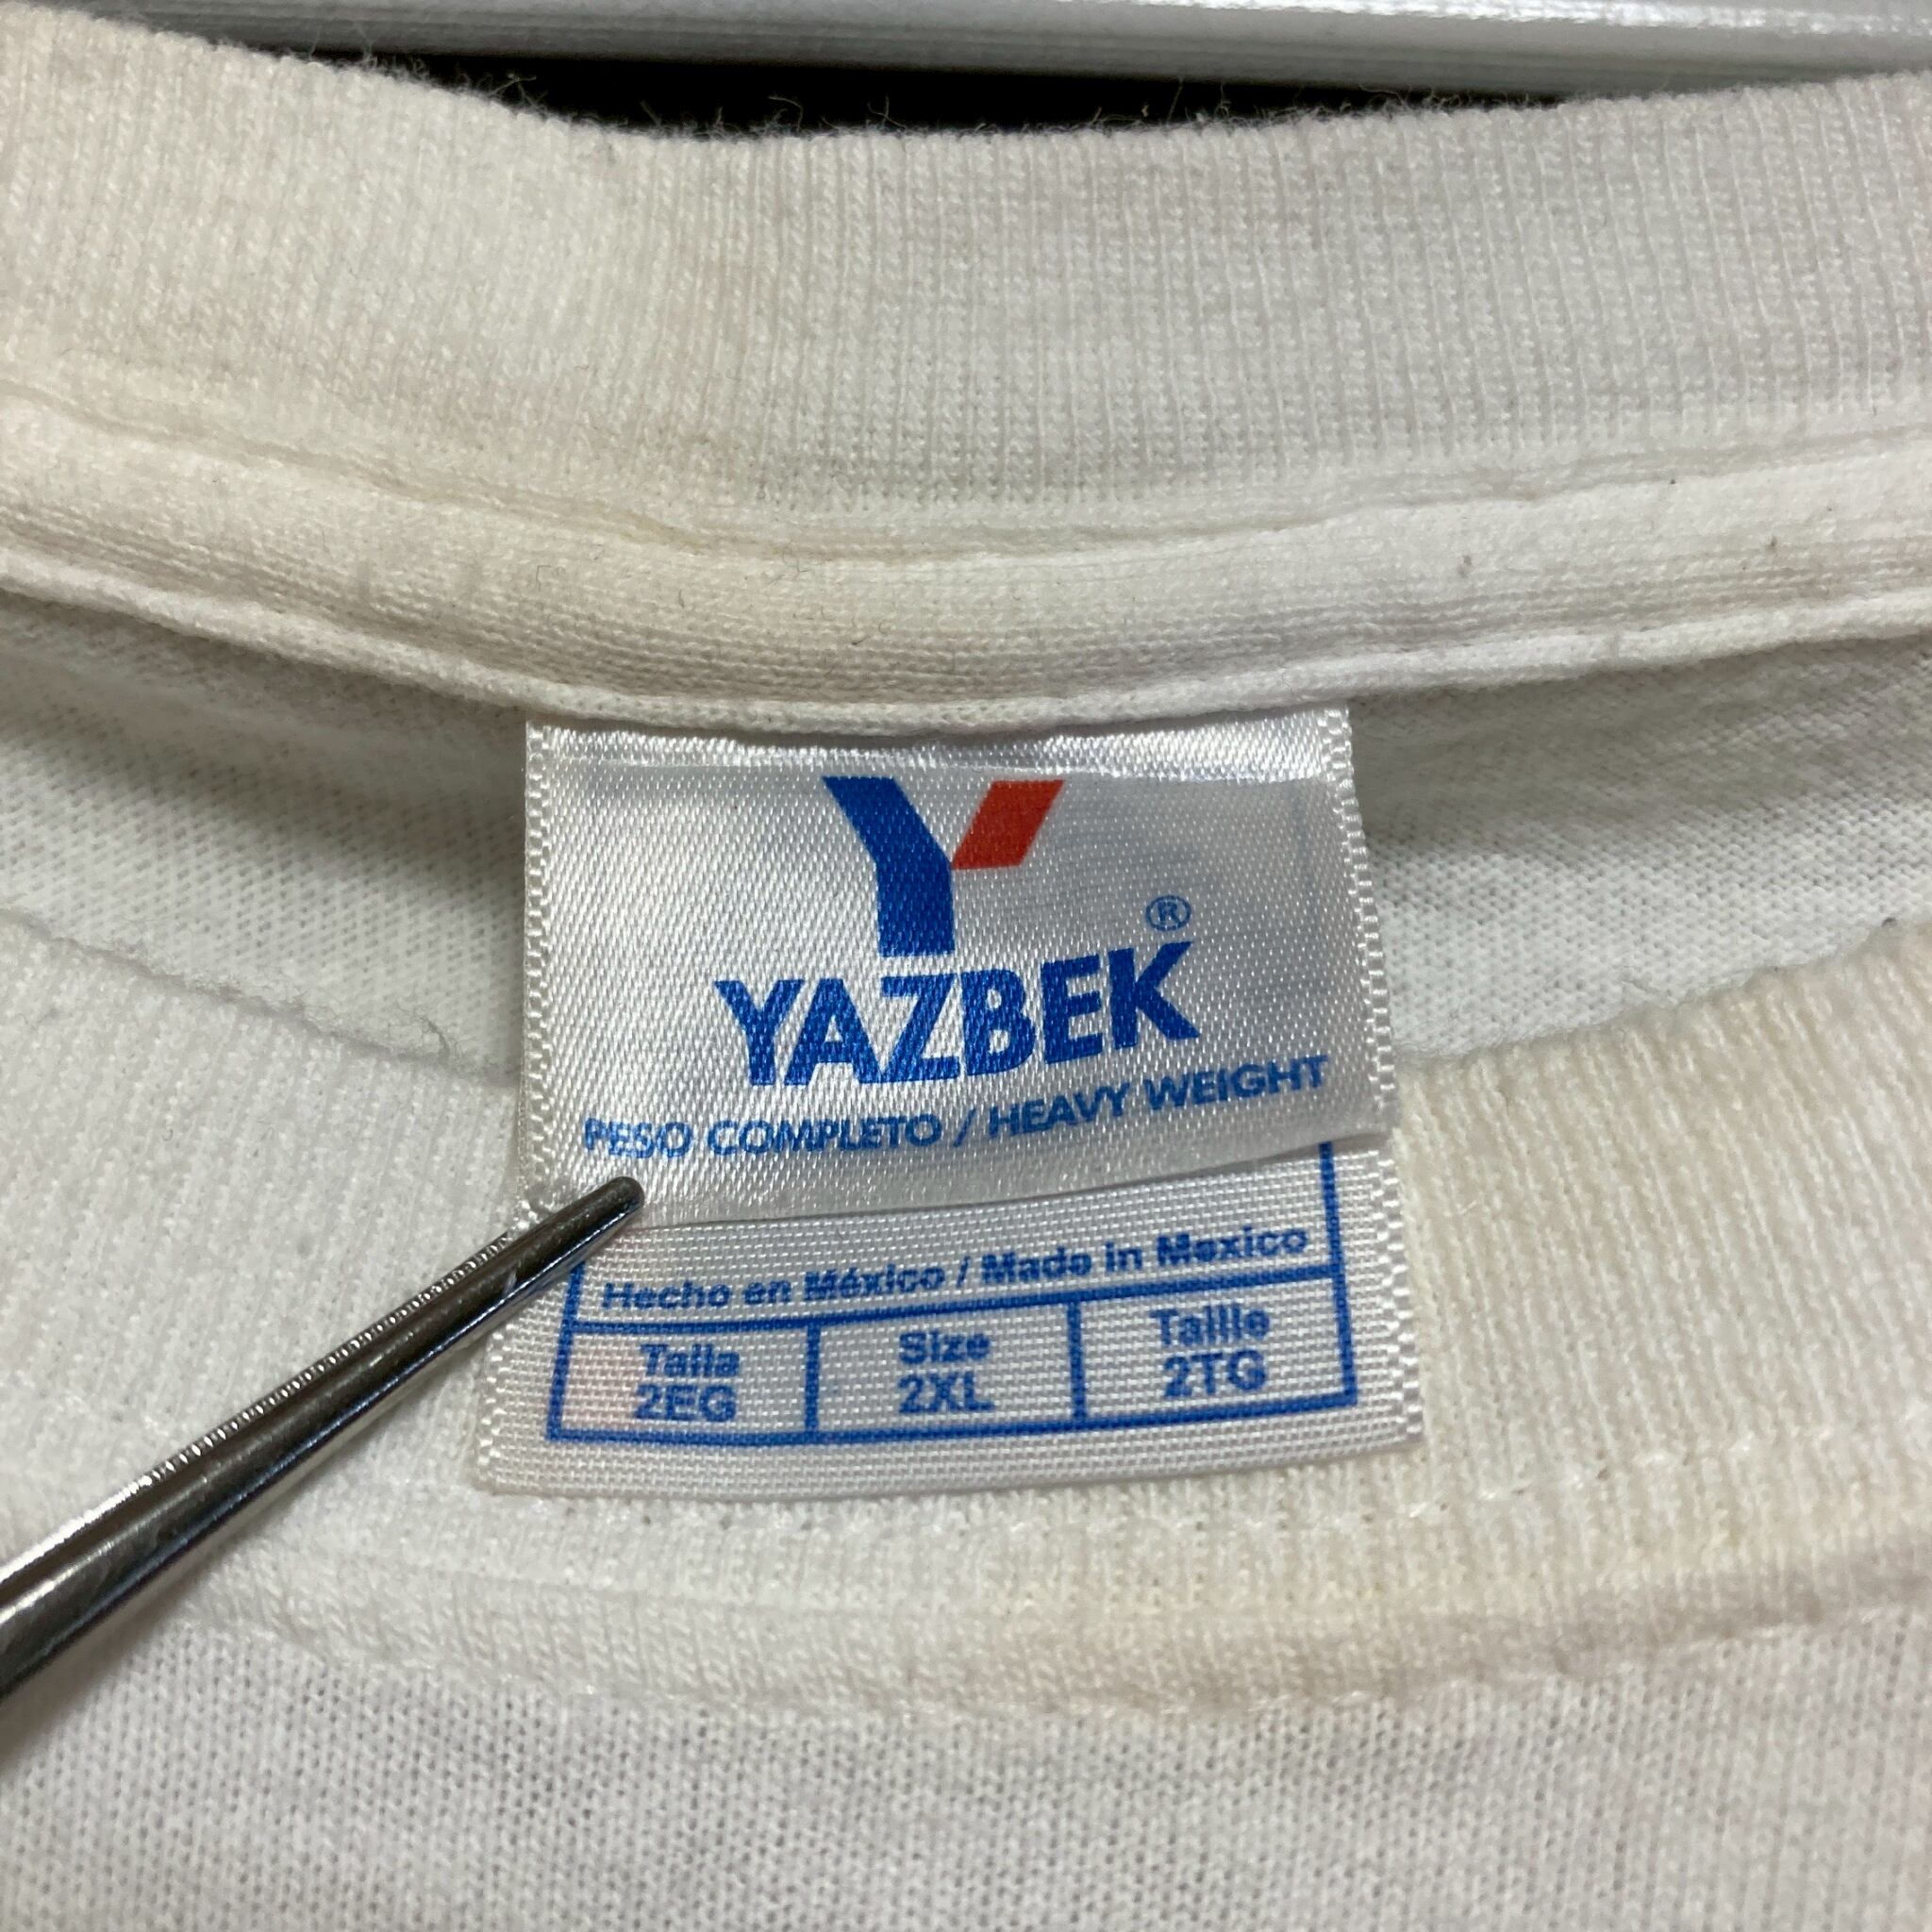 Y
YAZBEK®
PESO COMPLETO / HEAVY WEIGHT
Hecho en México / Made in Mexico
Talla Size Taille
2EG 2XL 2TG